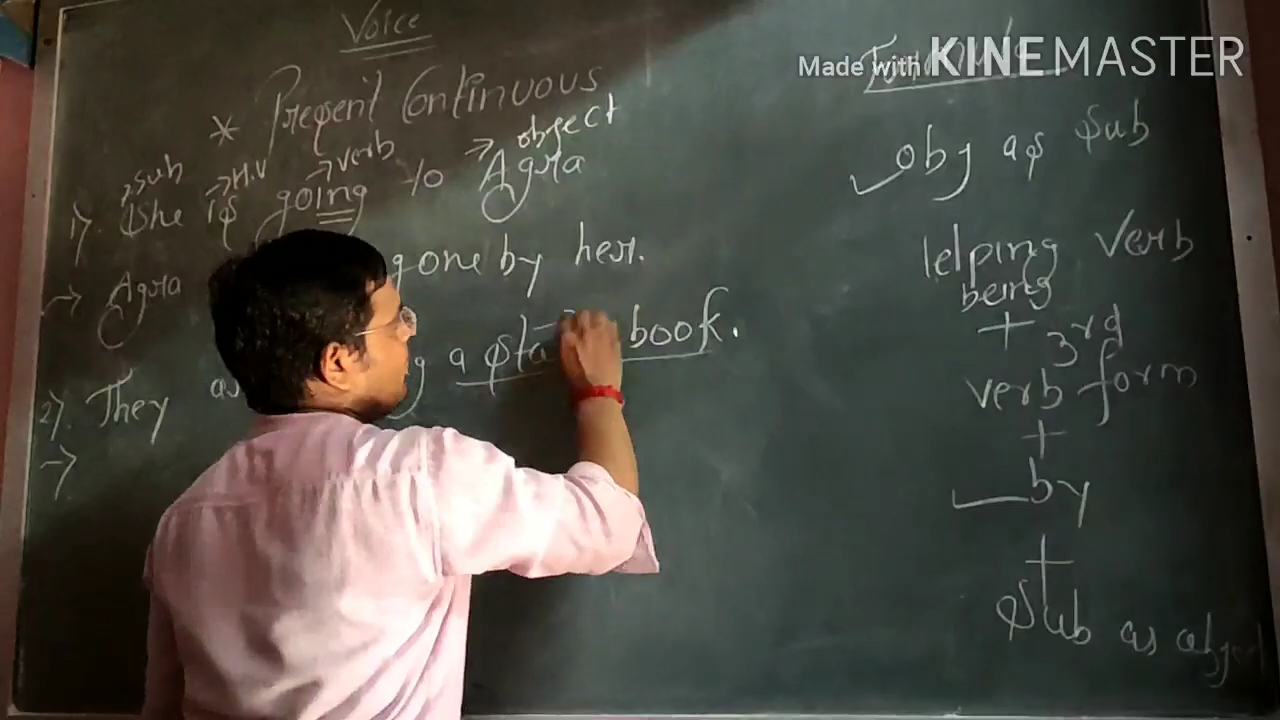 Voice
* Present Continuous
sub H.V verb object
1). She is going to Agra
→ Agra gone by her.
2). They a book.
→
Made with KINEMASTER
obj as sub
Helping Verb
being
+ 3rd
verb form
+
by
+
Sub as object